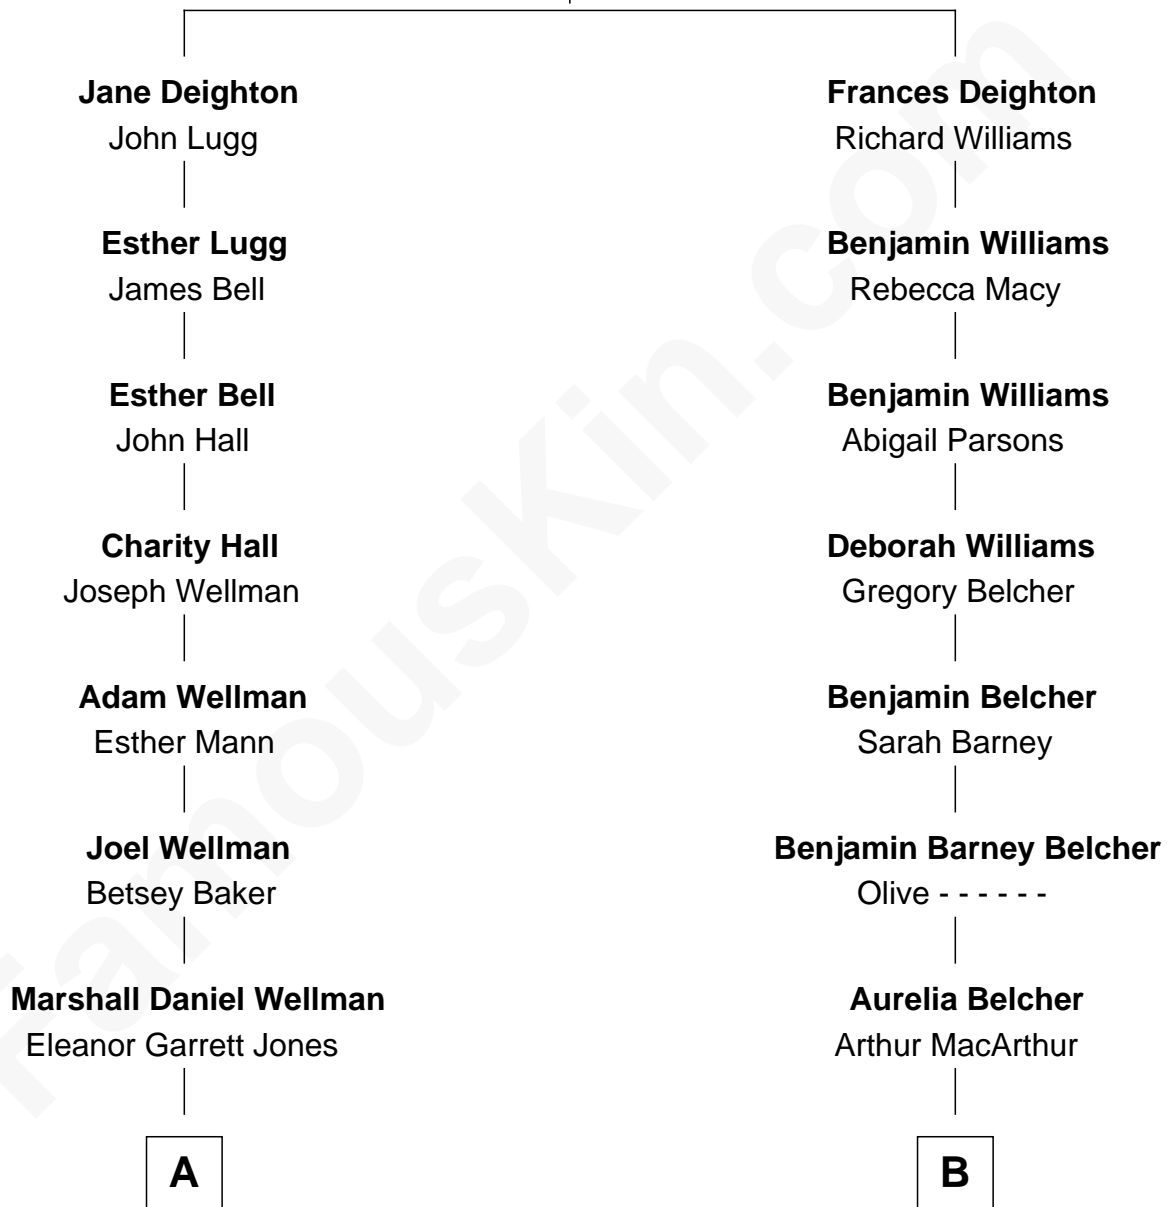 Jane Deighton
John Lugg
Frances Deighton
Richard Williams
Esther Lugg
James Bell
Benjamin Williams
Rebecca Macy
Esther Bell
John Hall
Benjamin Williams
Abigail Parsons
Charity Hall
Joseph Wellman
Deborah Williams
Gregory Belcher
Adam Wellman
Esther Mann
Benjamin Belcher
Sarah Barney
Joel Wellman
Betsey Baker
Benjamin Barney Belcher
Olive - - - - - -
Marshall Daniel Wellman
Eleanor Garrett Jones
Aurelia Belcher
Arthur MacArthur
A
B
FamousKin.com